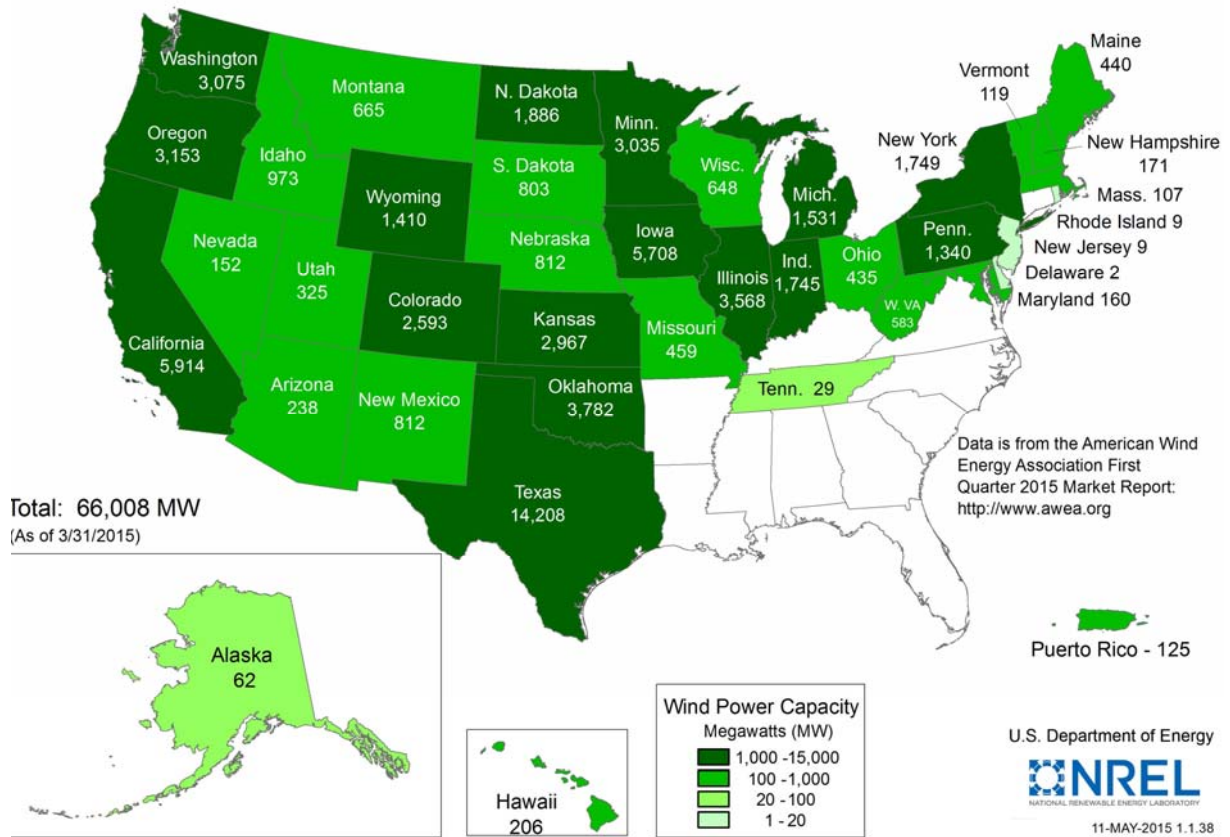 Washington
3,075
Oregon
3,153
California
5,914
Nevada
152
Idaho
973
Montana
665
Wyoming
1,410
Utah
325
Colorado
2,593
Arizona
238
New Mexico
812
N. Dakota
1,886
S. Dakota
803
Nebraska
812
Kansas
2,967
Oklahoma
3,782
Texas
14,208
Minn.
3,035
Iowa
5,708
Missouri
459
Wisc.
648
Illinois
3,568
Mich.
1,531
Ind.
1,745
Ohio
435
W. VA
583
Tenn. 29
Penn.
1,340
New York
1,749
Vermont
119
Maine
440
New Hampshire
171
Mass. 107
Rhode Island 9
New Jersey 9
Delaware 2
Maryland 160
Data is from the American Wind
Energy Association First
Quarter 2015 Market Report:
http://www.awea.org
Total: 66,008 MW
(As of 3/31/2015)
Alaska
62
Hawaii
206
Puerto Rico - 125
Wind Power Capacity
Megawatts (MW)
1,000 -15,000
100 -1,000
20 -100
1 - 20
U.S. Department of Energy
NREL
NATIONAL RENEWABLE ENERGY LABORATORY
11-MAY-2015 1.1.38